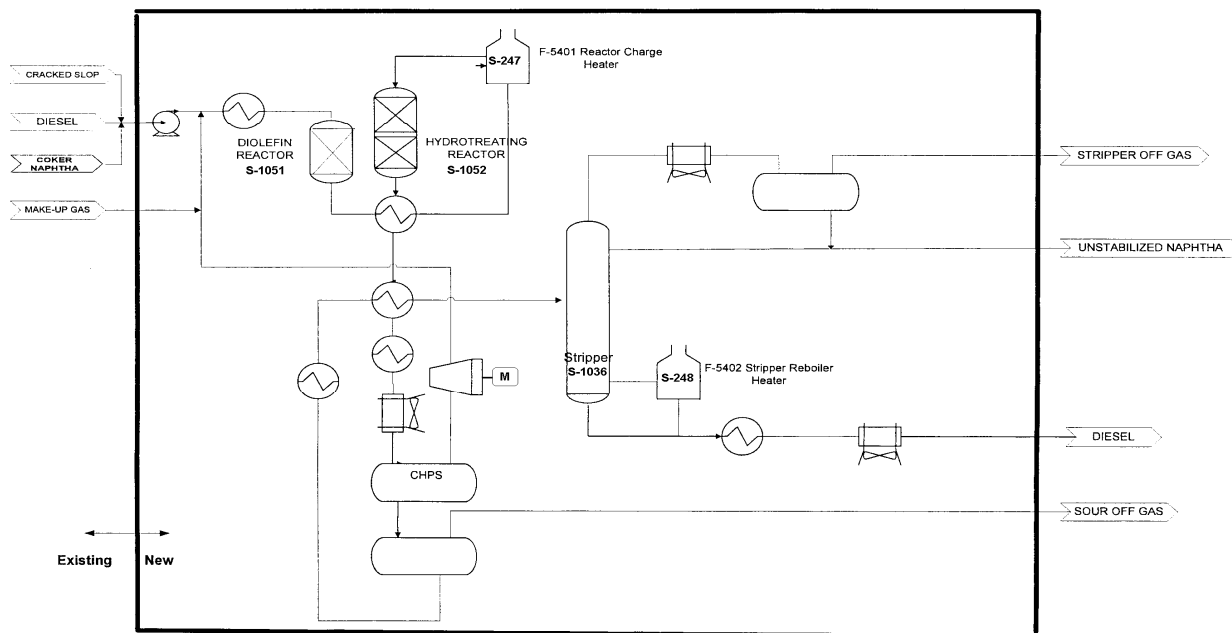 CRACKED SLOP
DIESEL
COKER
NAPHTHA
MAKE-UP GAS
DIOLEFIN
REACTOR
S-1051
HYDROTREATING
REACTOR
S-1052
S-247
F-5401 Reactor Charge
Heater
M
CHPS
Stripper
S-1036
S-248
F-5402 Stripper Reboiler
Heater
STRIPPER OFF GAS
UNSTABILIZED NAPHTHA
DIESEL
SOUR OFF GAS
Existing
New